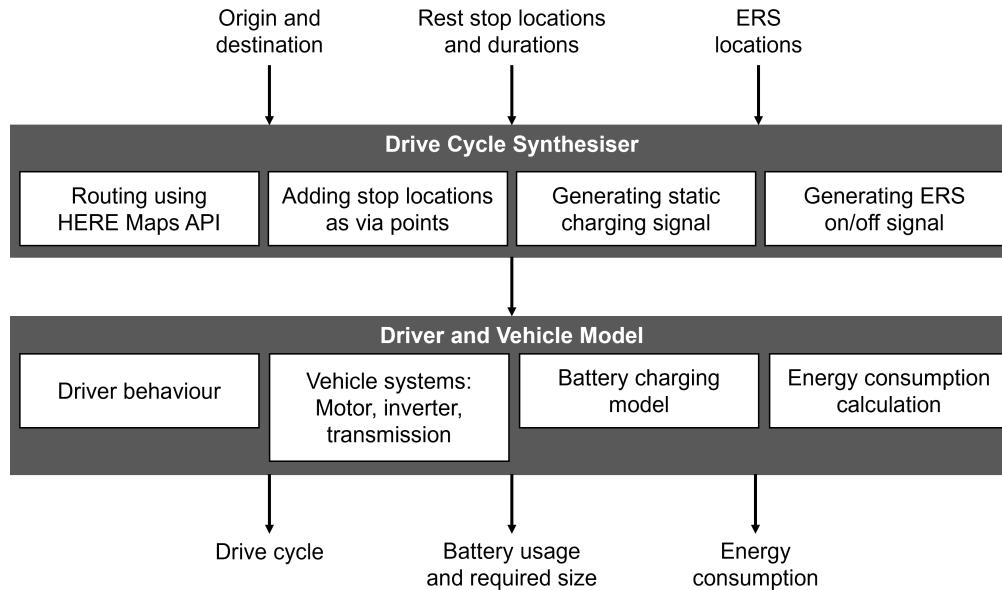 Origin and
destination
Rest stop locations
and durations
ERS
locations
Drive Cycle Synthesiser
Routing using
HERE Maps API
Adding stop locations
as via points
Generating static
charging signal
Generating ERS
on/off signal
Driver and Vehicle Model
Driver behaviour
Vehicle systems:
Motor, inverter,
transmission
Battery charging
model
Energy consumption
calculation
Drive cycle
Battery usage
and required size
Energy
consumption